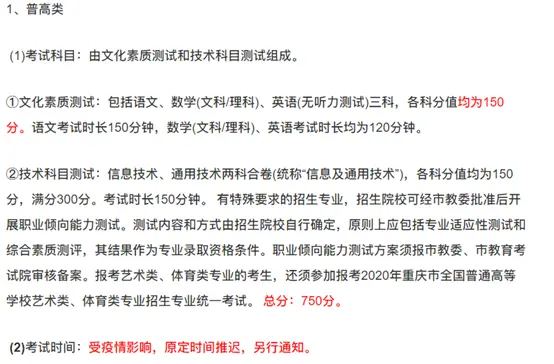 1、普高类
(1)考试科目：由文化素质测试和技术科目测试组成。
①文化素质测试：包括语文、数学(文科/理科)、英语(无听力测试)三科，各科分值均为150
分。语文考试时长150分钟，数学(文科/理科)、英语考试时长均为120分钟。
②技术科目测试：信息技术、通用技术两科合卷(统称“信息及通用技术”)，各科分值均为150
分，满分300分。考试时长150分钟。 有特殊要求的招生专业，招生院校可经市教委批准后开
展职业倾向能力测试。测试内容和方式由招生院校自行确定，原则上应包括专业适应性测试和
综合素质测评，其结果作为专业录取资格条件。职业倾向能力测试方案须报市教委、市教育考
试院审核备案。报考艺术类、体育类专业的考生，还须参加报考2020年重庆市全国普通高等
学校艺术类、体育类专业招生专业统一考试。 总分：750分。
(2)考试时间：受疫情影响，原定时间推迟，另行通知。